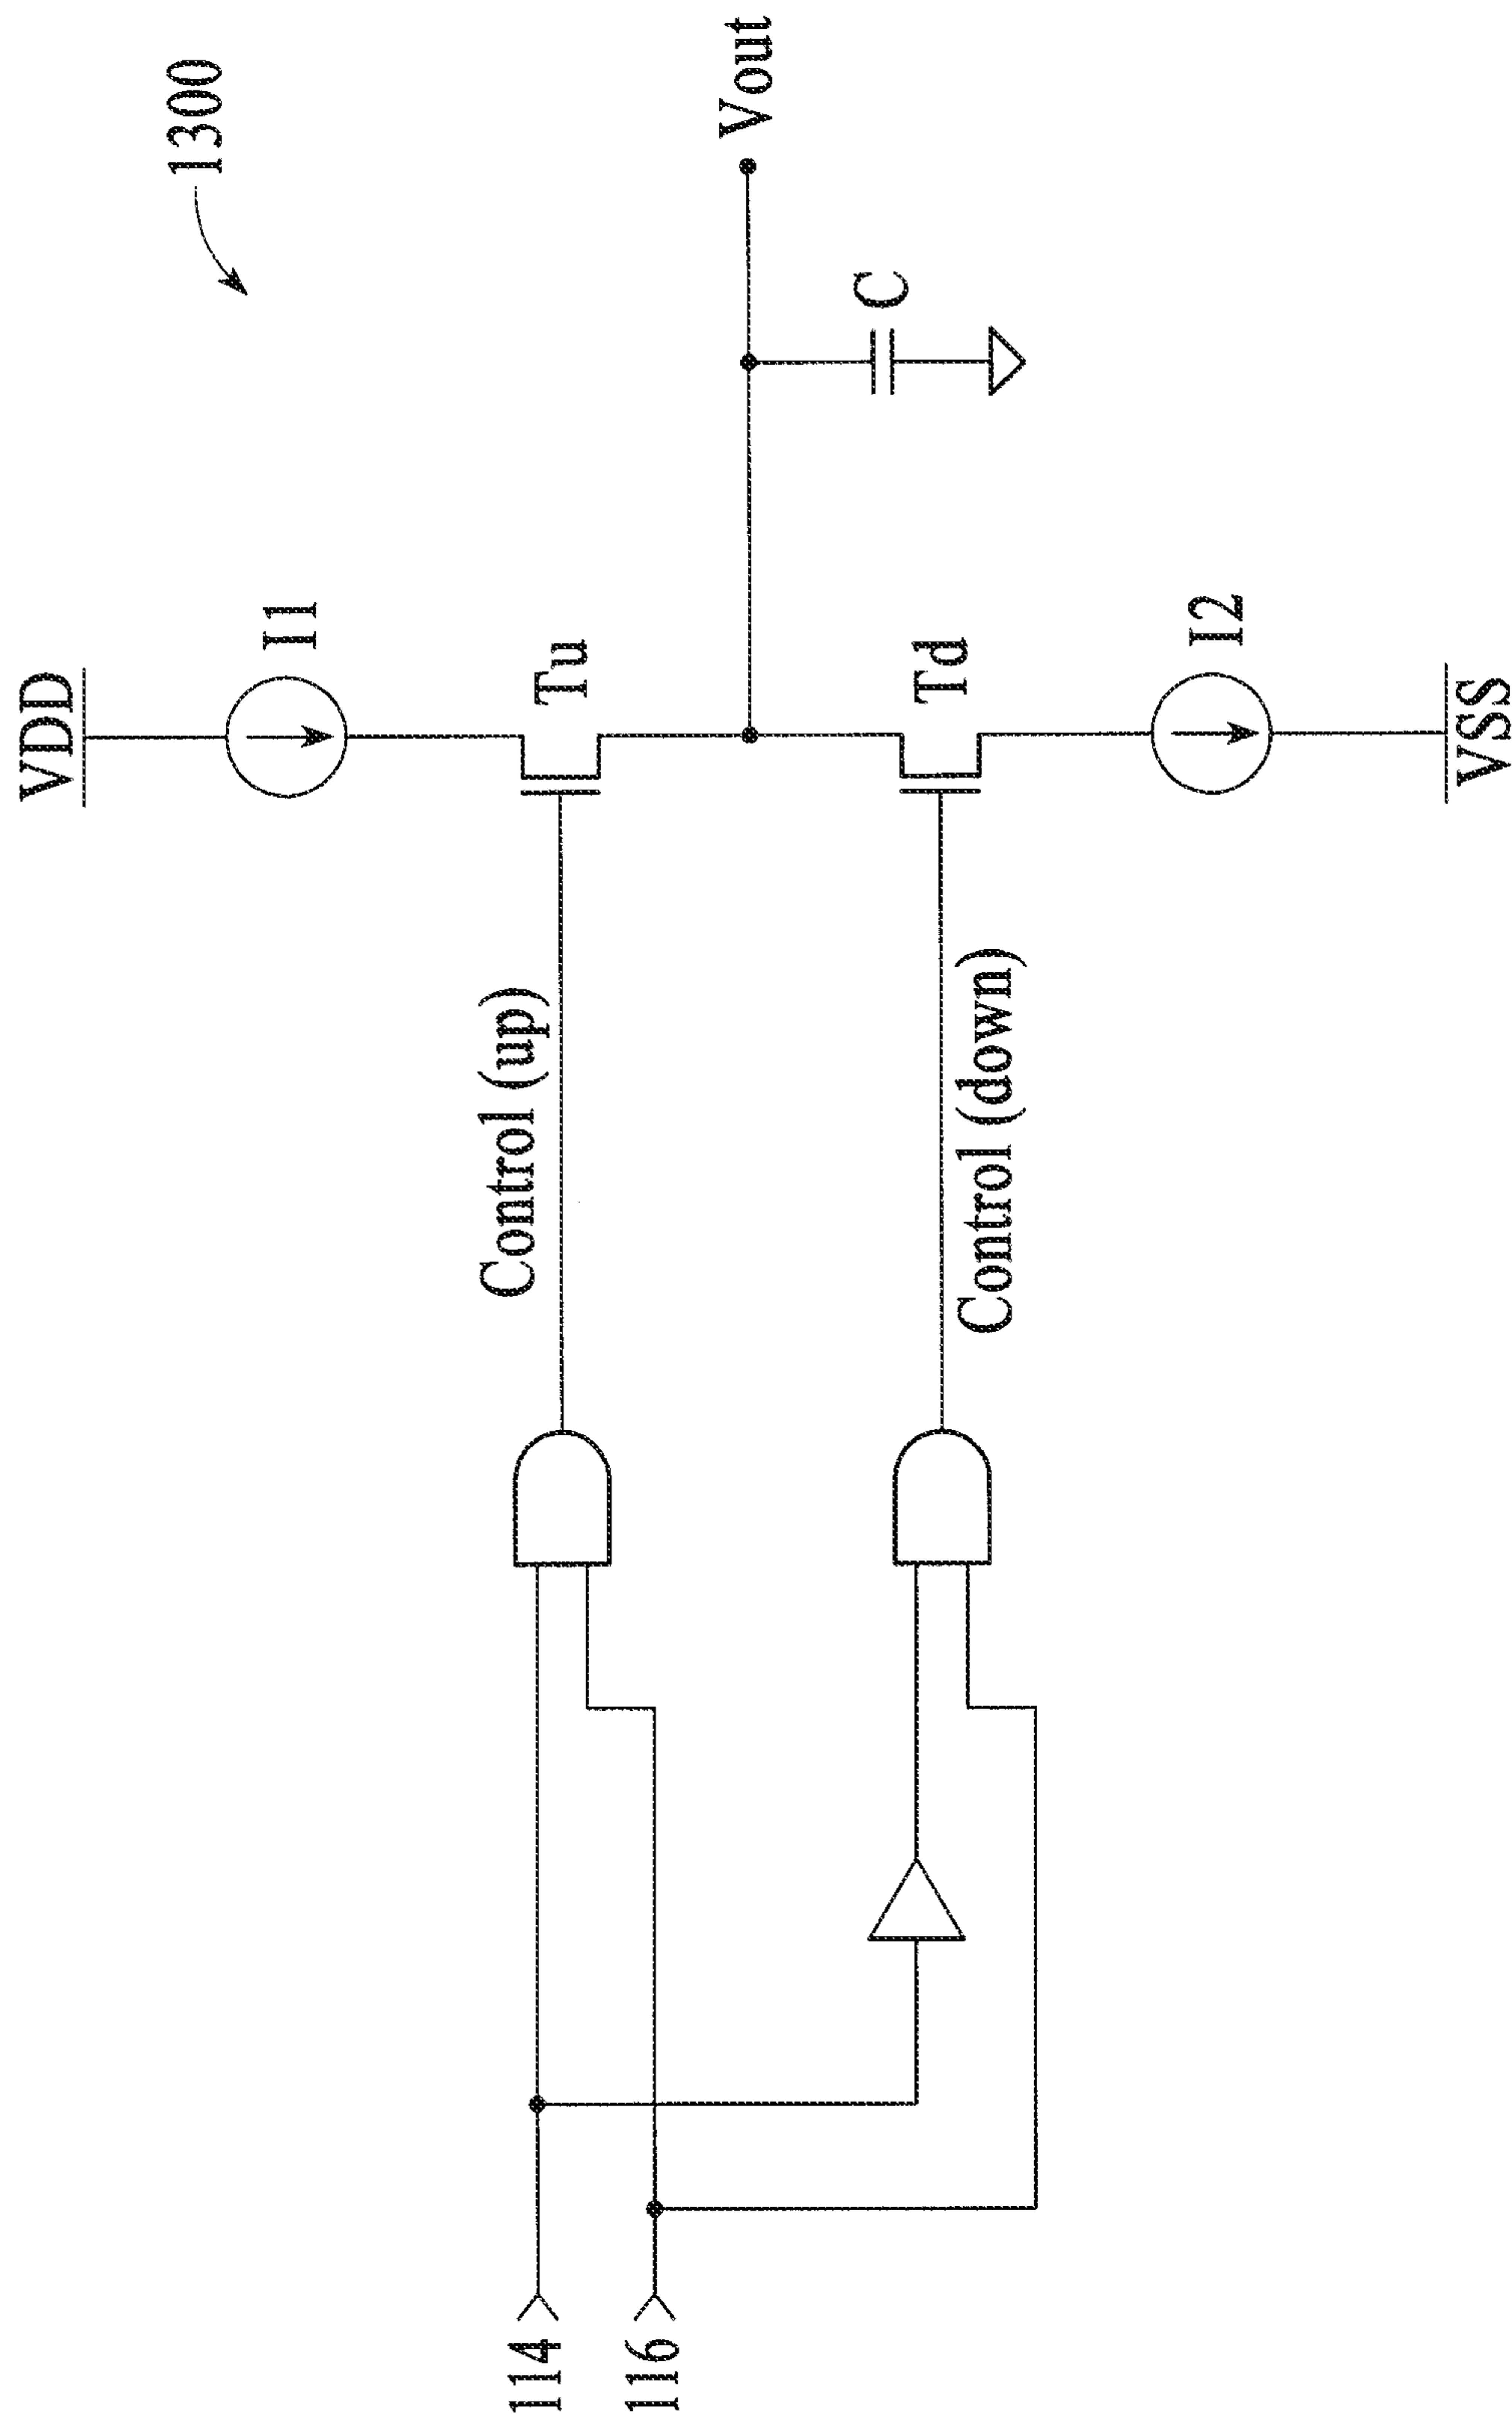 1300
VDD
I1
Tu
Control (up)
Vout
C
114
116
Control (down)
Td
I2
VSS